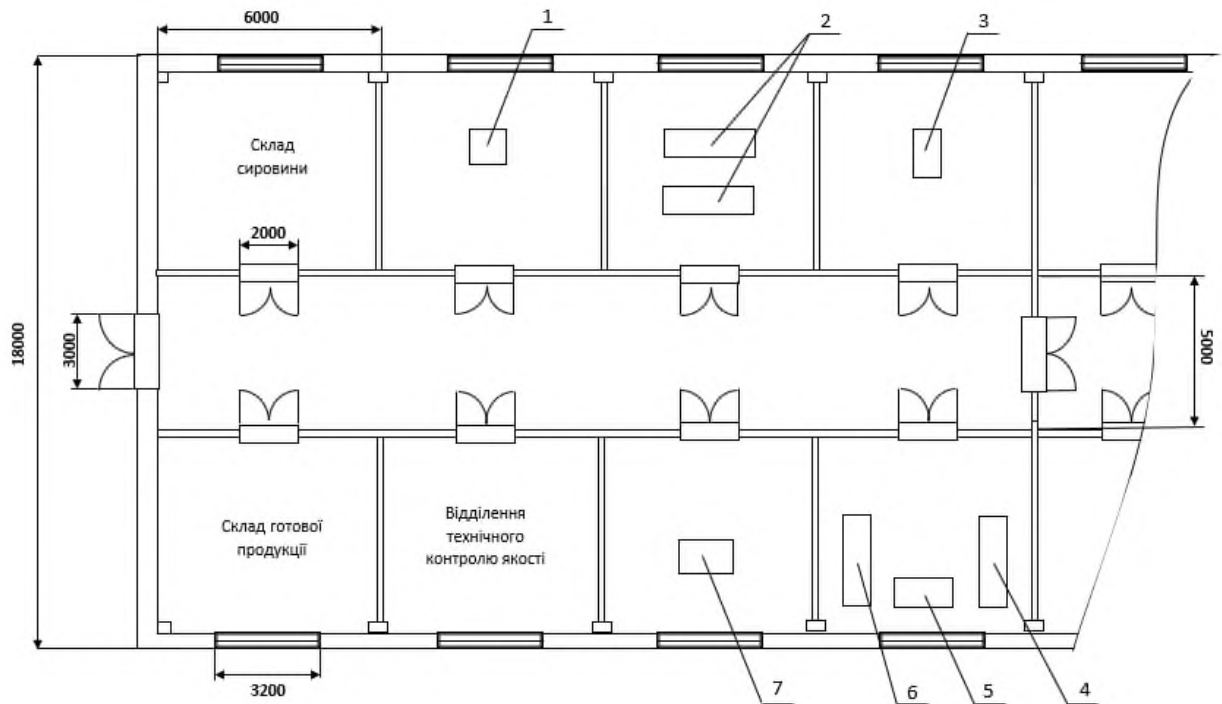 6000
1
2
3
Склад
сировини
2000
18000
3000
5000
Склад готової
продукції
Відділення
технічного
контролю якості
3200
7
6
5
4